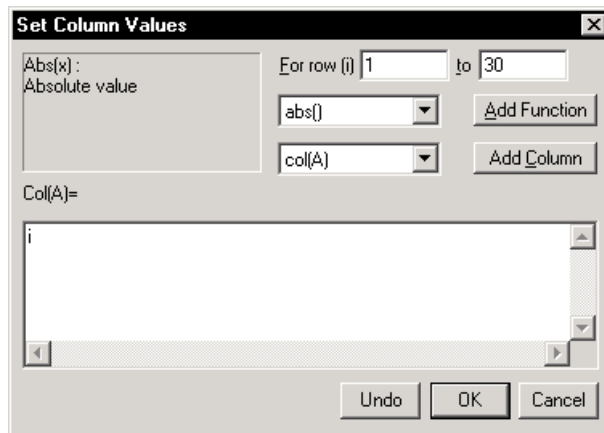 Set Column Values
Abs(x) :
Absolute value
For row (i) 1 to 30
abs() Add Function
col(A) Add Column
Col(A)=
i
Undo OK Cancel